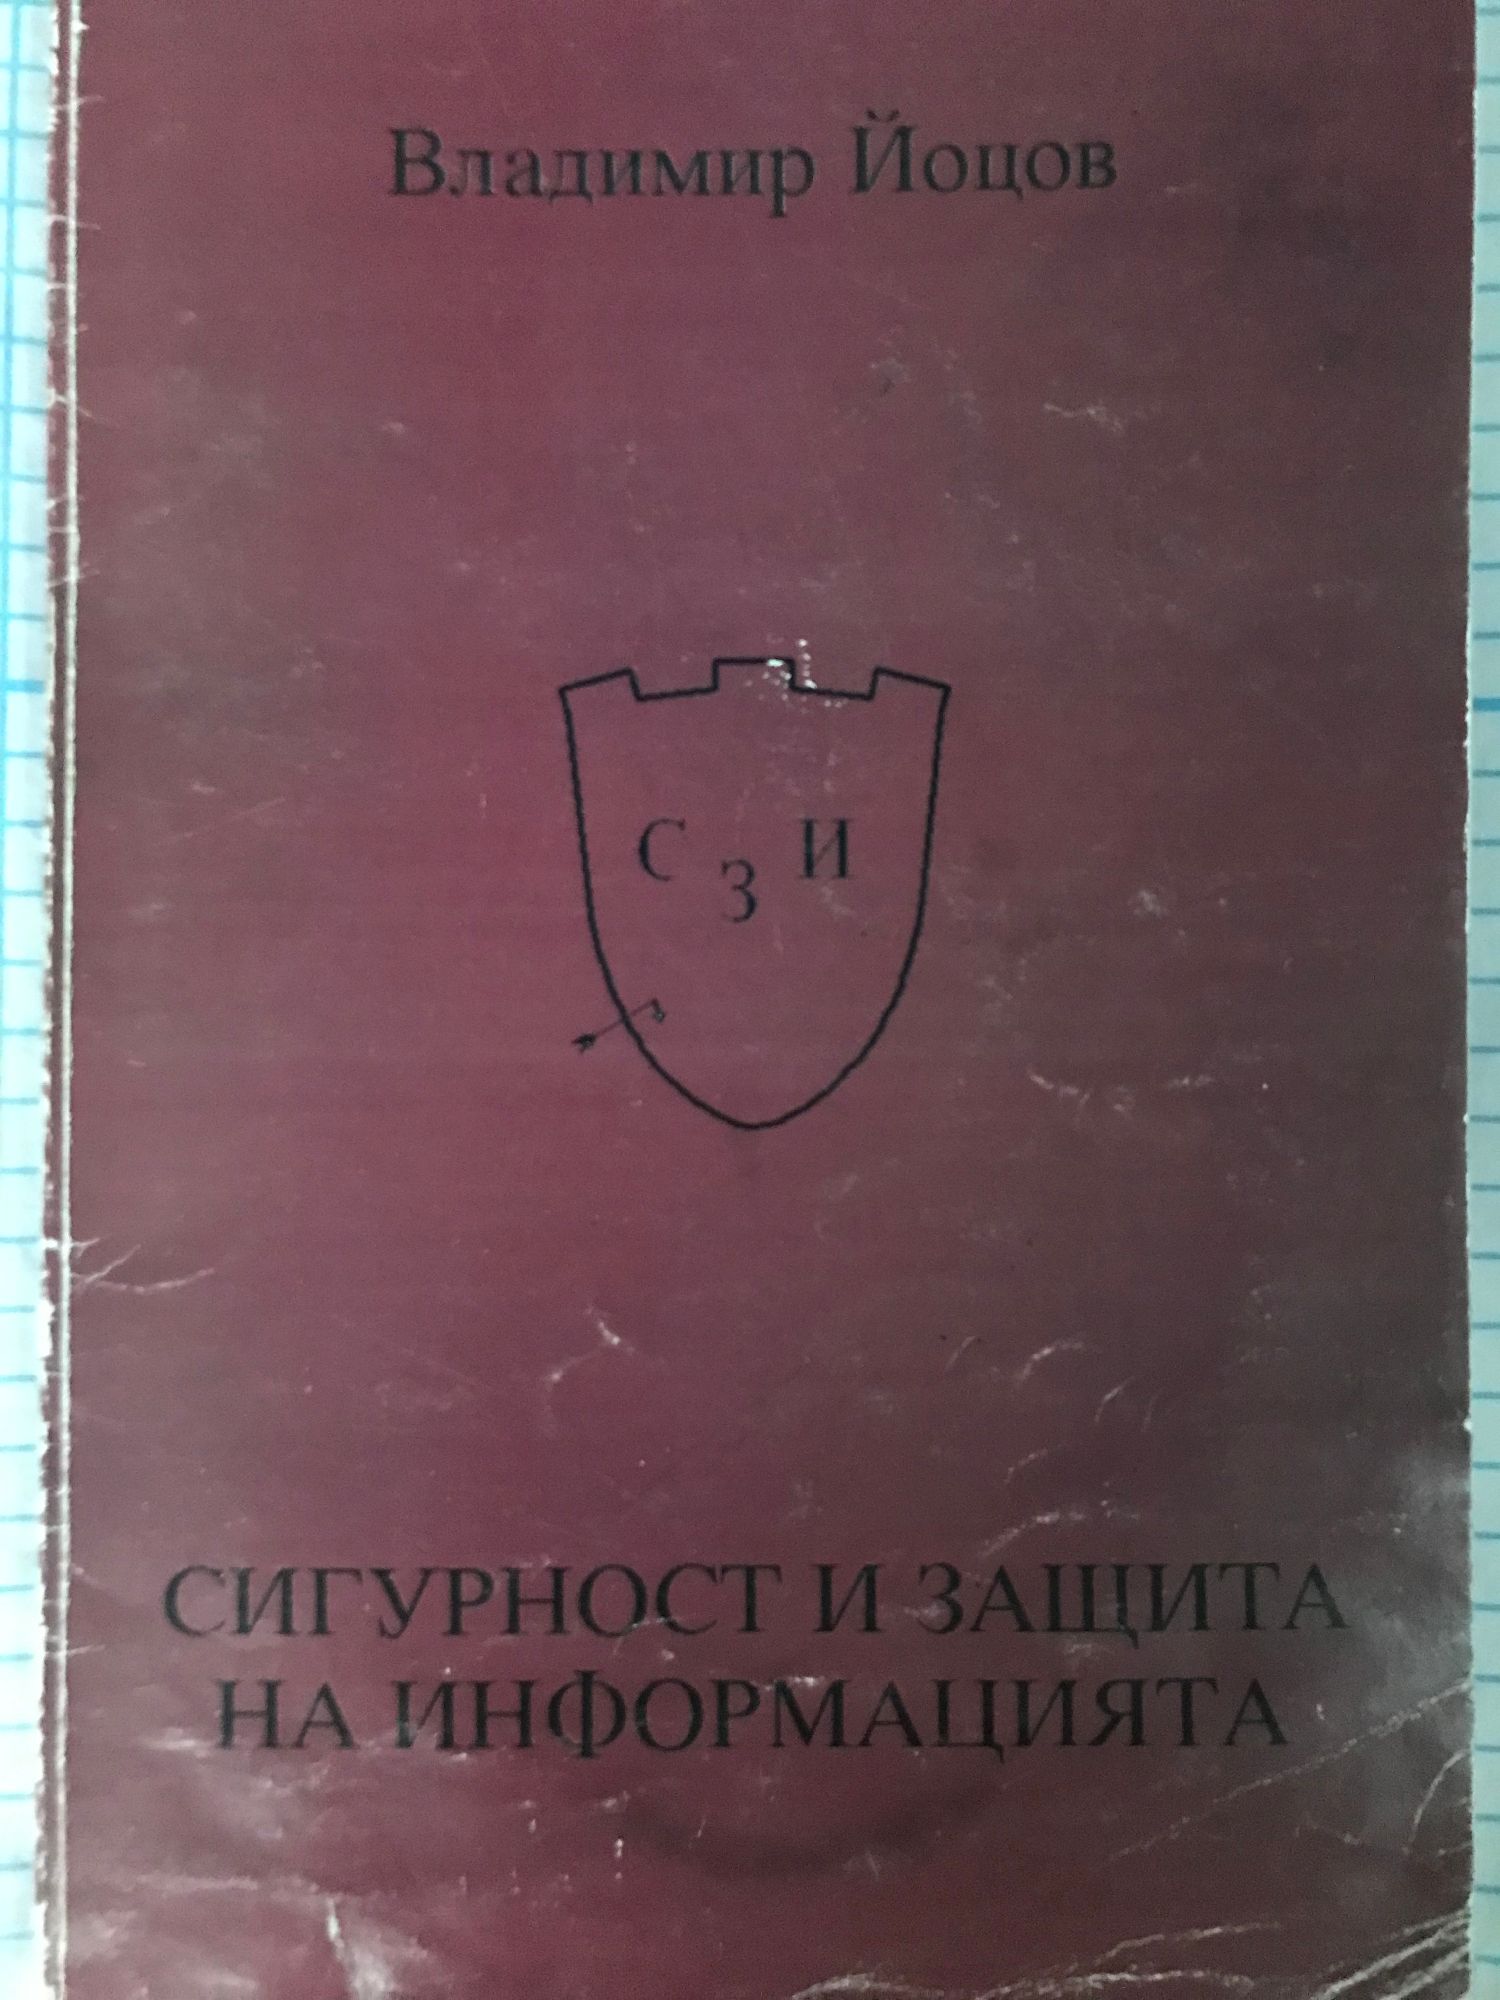 Владимир Йоцов
С З И
СИГУРНОСТ И ЗАЩИТА
НА ИНФОРМАЦИЯТА